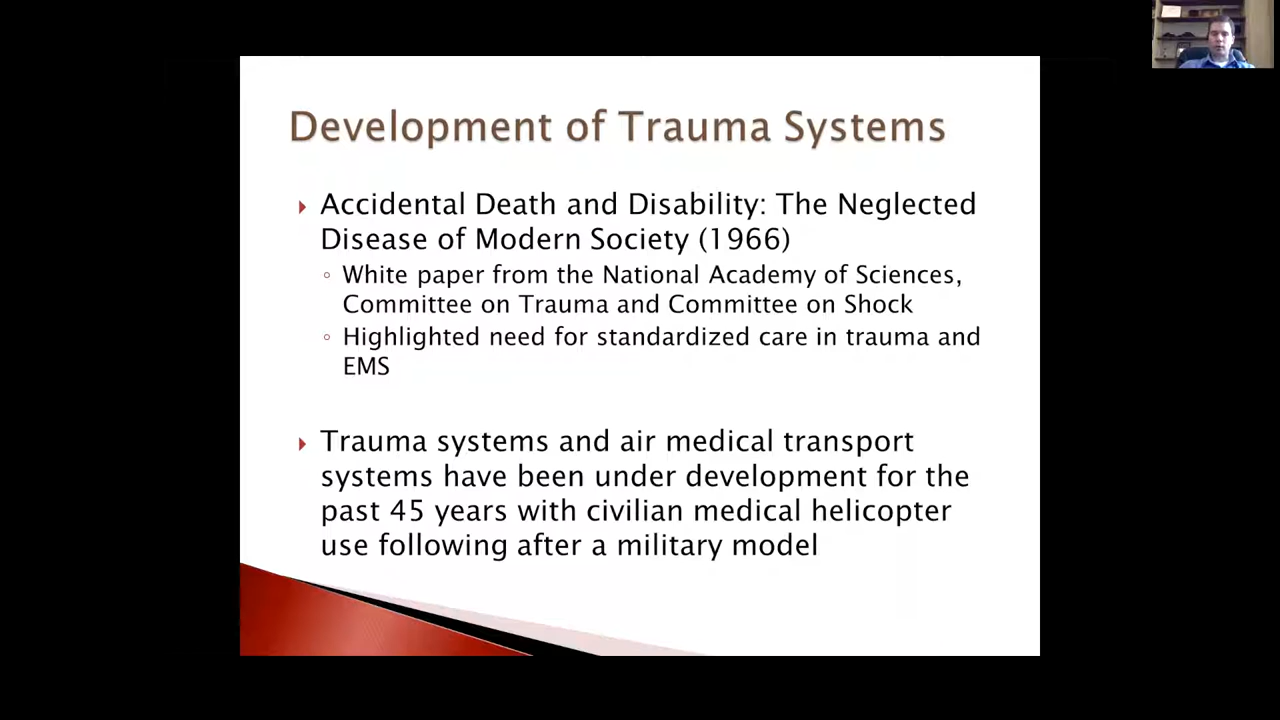 Development of Trauma Systems
Accidental Death and Disability: The Neglected
Disease of Modern Society (1966)
White paper from the National Academy of Sciences,
Committee on Trauma and Committee on Shock
Highlighted need for standardized care in trauma and
EMS
Trauma systems and air medical transport
systems have been under development for the
past 45 years with civilian medical helicopter
use following after a military model